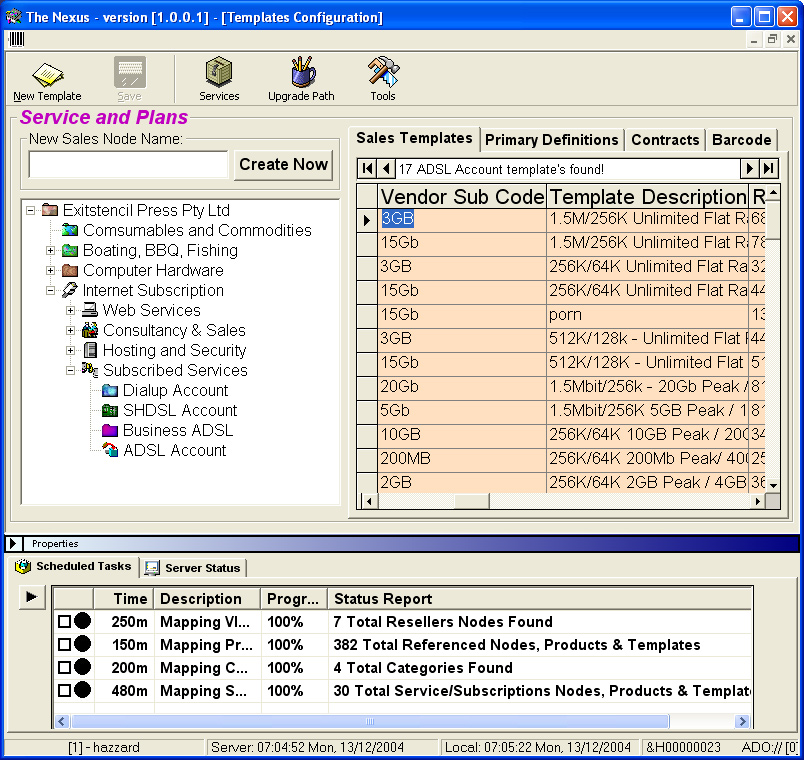 The Nexus - version [1.0.0.1] - [Templates Configuration]
New Template Save Services Upgrade Path Tools
Service and Plans
New Sales Node Name:
Create Now
Exitstencil Press Pty Ltd
Comsumables and Commodities
Boating, BBQ, Fishing
Computer Hardware
Internet Subscription
Web Services
Consultancy & Sales
Hosting and Security
Subscribed Services
Dialup Account
SHDSL Account
Business ADSL
ADSL Account
Sales Templates Primary Definitions Contracts Barcode
17 ADSL Account template's found!
Vendor Sub Code Template Description R
3GB 1.5M/256K Unlimited Flat Ra 68
15Gb 1.5M/256K Unlimited Flat Ra 78
3GB 256K/64K Unlimited Flat Ra 32
15Gb 256K/64K Unlimited Flat Ra 44
15Gb porn 13
3GB 512K/128k - Unlimited Flat 44
15Gb 512K/128K - Unlimited Flat 51
20Gb 1.5Mbit/256k - 20Gb Peak / 81
5Gb 1.5Mbit/256K 5GB Peak / 1 81
10GB 256K/64K 10GB Peak / 20G 34
200MB 256K/64K 200Mb Peak/ 400 25
2GB 256K/64K 2GB Peak / 4GB 36
Properties
Scheduled Tasks Server Status
Time Description Progr... Status Report
250m Mapping VI... 100% 7 Total Resellers Nodes Found
150m Mapping Pr... 100% 382 Total Referenced Nodes, Products & Templates
200m Mapping C... 100% 4 Total Categories Found
480m Mapping S... 100% 30 Total Service/Subscriptions Nodes, Products & Templat
[1] - hazzard Server: 07:04:52 Mon, 13/12/2004 Local: 07:05:22 Mon, 13/12/2004 &H00000023 ADO:// [0]